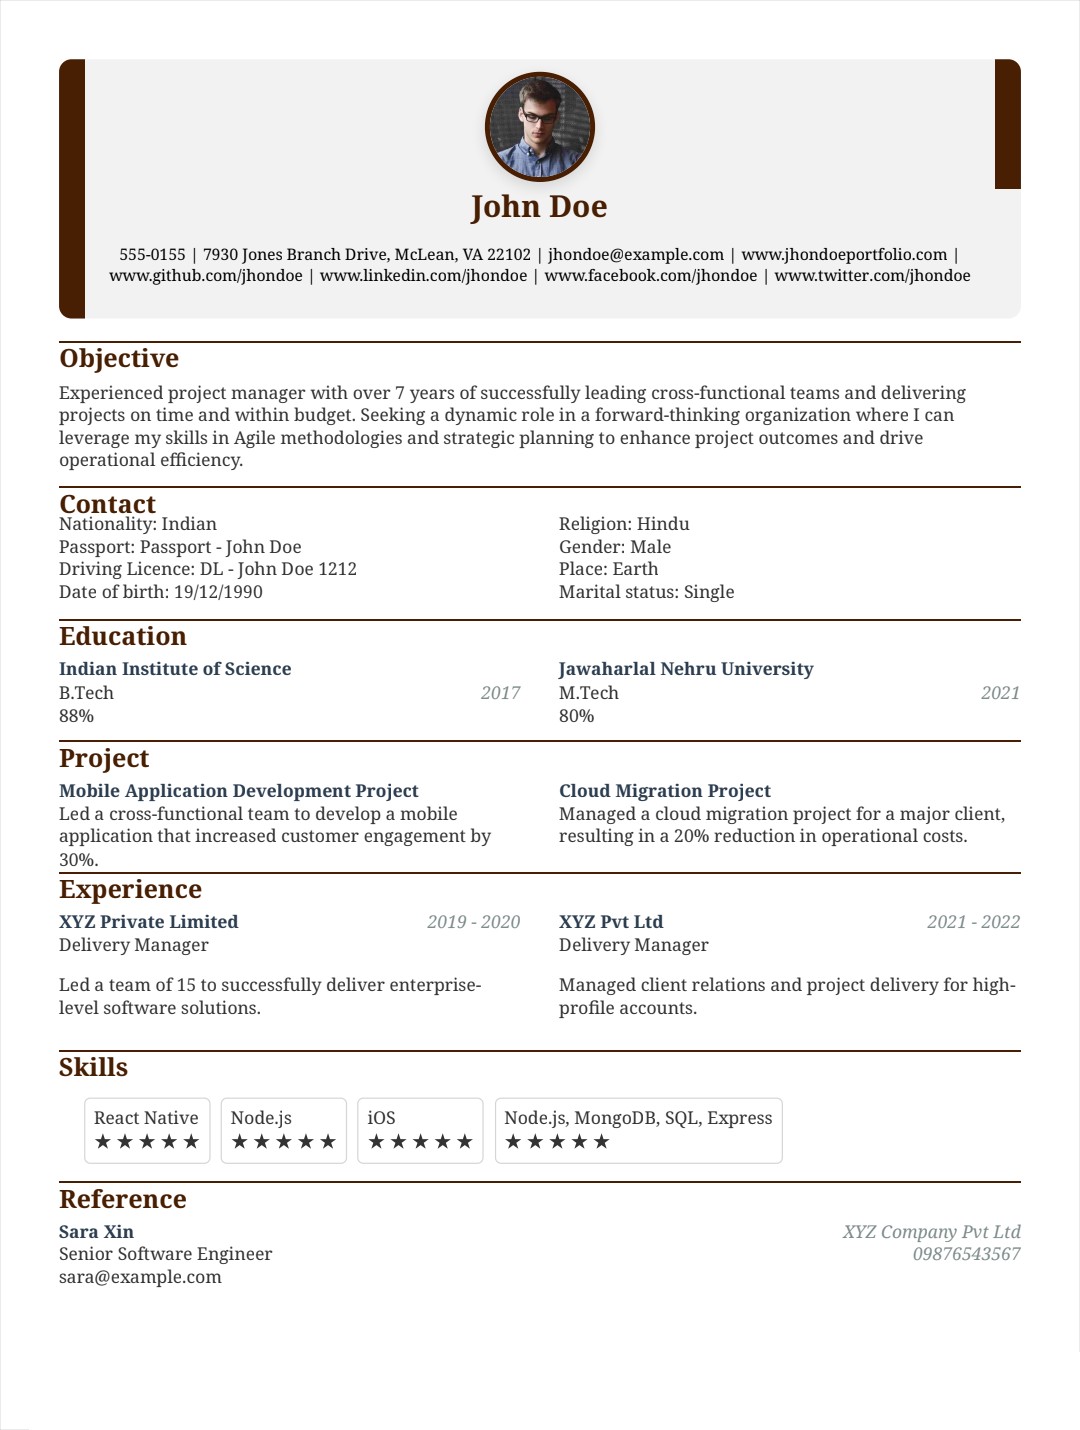 John Doe
555-0155 | 7930 Jones Branch Drive, McLean, VA 22102 | jhondoe@example.com | www.jhondoeportfolio.com |
www.github.com/jhondoe | www.linkedin.com/jhondoe | www.facebook.com/jhondoe | www.twitter.com/jhondoe
Objective
Experienced project manager with over 7 years of successfully leading cross-functional teams and delivering
projects on time and within budget. Seeking a dynamic role in a forward-thinking organization where I can
leverage my skills in Agile methodologies and strategic planning to enhance project outcomes and drive
operational efficiency.
Contact
Nationality: Indian
Passport: Passport - John Doe
Driving Licence: DL - John Doe 1212
Date of birth: 19/12/1990
Religion: Hindu
Gender: Male
Place: Earth
Marital status: Single
Education
Indian Institute of Science
B.Tech 2017
88%
Jawaharlal Nehru University
M.Tech 2021
80%
Project
Mobile Application Development Project
Led a cross-functional team to develop a mobile
application that increased customer engagement by
30%.
Cloud Migration Project
Managed a cloud migration project for a major client,
resulting in a 20% reduction in operational costs.
Experience
XYZ Private Limited 2019 - 2020
Delivery Manager
Led a team of 15 to successfully deliver enterprise-
level software solutions.
XYZ Pvt Ltd 2021 - 2022
Delivery Manager
Managed client relations and project delivery for high-
profile accounts.
Skills
React Native
★★★★★
Node.js
★★★★★
iOS
★★★★★
Node.js, MongoDB, SQL, Express
★★★★★
Reference
Sara Xin XYZ Company Pvt Ltd
Senior Software Engineer 09876543567
sara@example.com